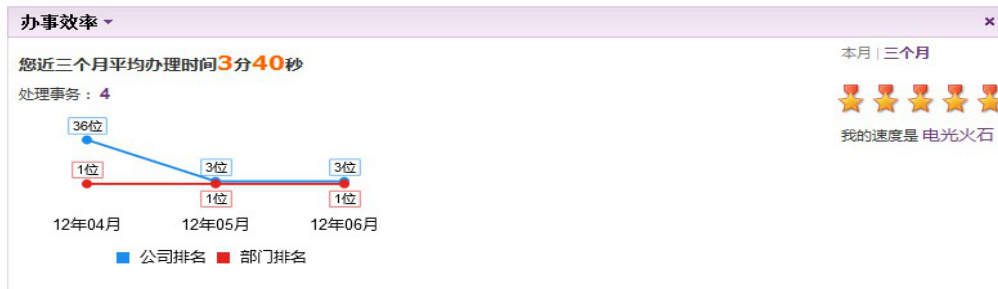 办事效率
您近三个月平均办理时间3分40秒
本月 | 三个月
处理事务：4
36位
1位
3位
3位
1位
1位
12年04月
12年05月
12年06月
公司排名 部门排名
我的速度是 电光火石